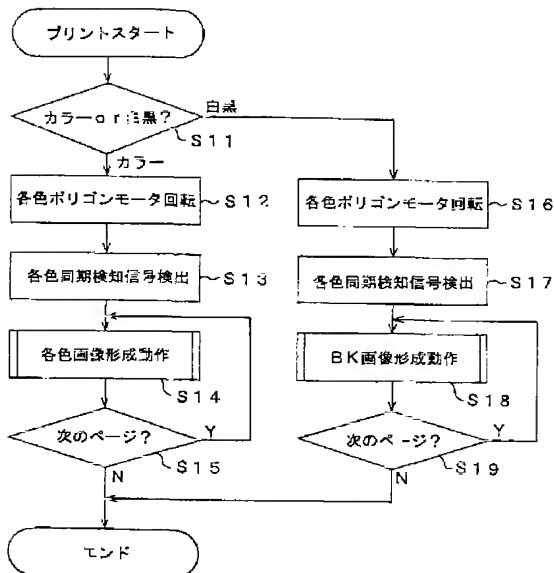 プリントスタート
カラーor白黒?
白黒
S11
カラー
各色ポリゴンモータ回転
S12
各色ポリゴンモータ回転
S16
各色同期検知信号検出
S13
各色同期検知信号検出
S17
各色画像形成動作
S14
BK画像形成動作
S18
次のページ?
Y
S15
N
次のページ?
Y
S19
N
エンド